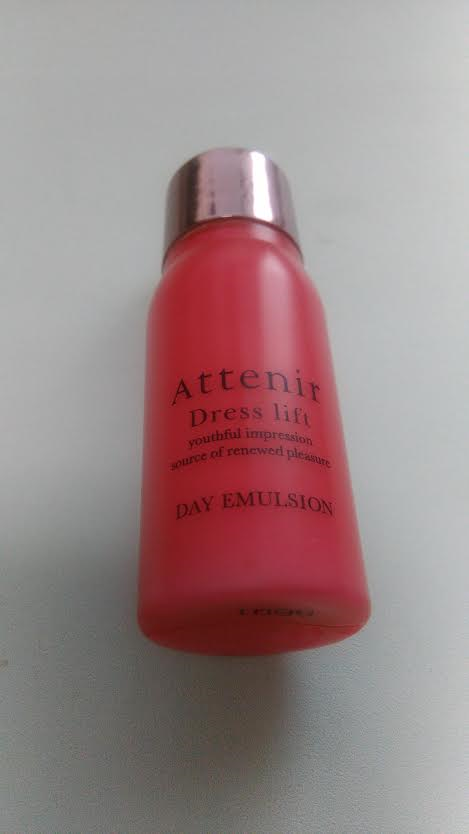 Attenir
Dress lift
youthful impression
source of renewed pleasure
DAY EMULSION